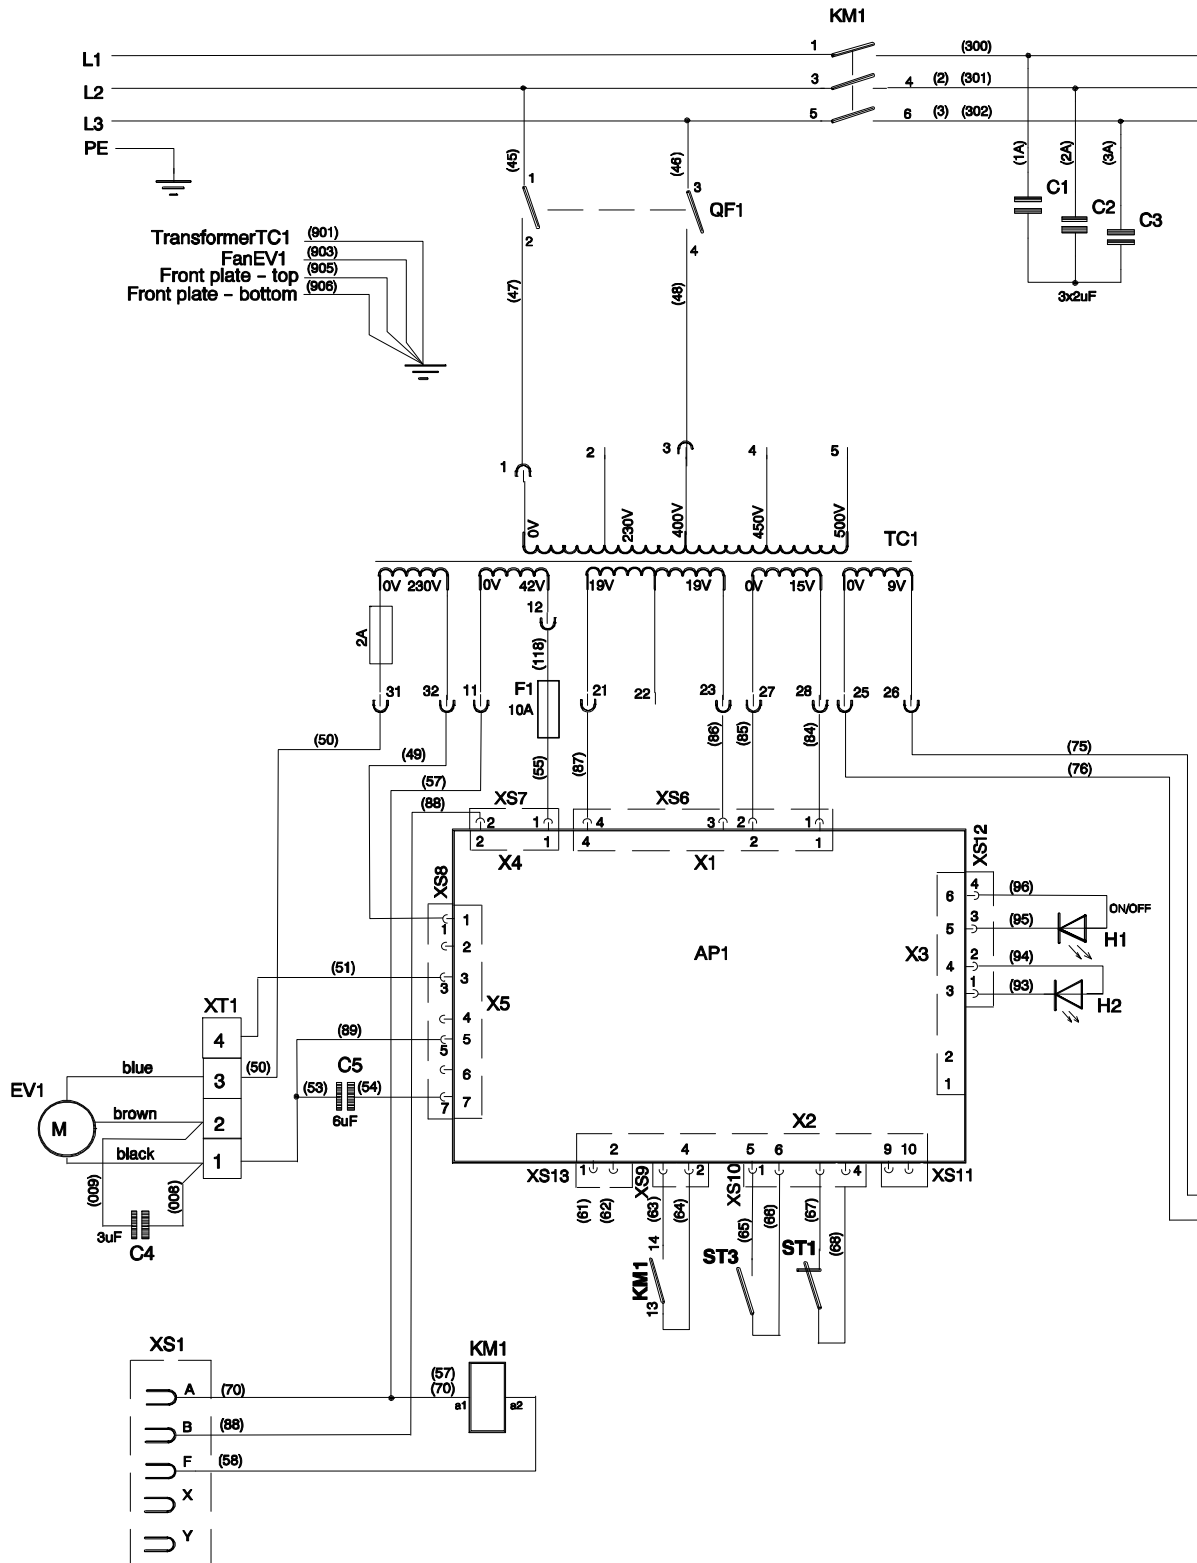 KM1
L1 1 (300)
L2 3 4 (2) (301)
L3 5 6 (3) (302)
PE
(45) (46) (1A) (2A) (3A)
1 3 QF1 C1 C2 C3
2 4
TransformerTC1 (901)
FanEV1 (903)
Front plate - top (905)
Front plate - bottom (906)
(47) (48) 3x2uF
1 2 3 4 5
0V 230V 400V 450V 500V TC1
0V 230V 0V 42V 19V 19V 0V 15V 0V 9V
2A 12
(118)
31 32 11 F1 21 22 23 27 28 25 26
10A
(50) (49) (55) (87) (86) (85) (84) (75)
(57) (76)
(88) XS7 XS6
2 1 4 3 2 1
2 1 4 2 1
X4 X1
XS8 XS12
1 1 6 4 (96) ON/OFF
2 5 3 (95) H1
AP1 X3
(51) 3 3 4 2 (94)
X5 3 1 (93) H2
XT1 4
4 (89) 5 5
blue 3 (50) C5 6 2
EV1 M (53) (54) 7 7 1
brown 2 6uF
black 1 X2
2 4 5 6 9 10
XS13 1 XS9 2 XS10 1 4 XS11
(009) (008) (61) (62) (63) (64) (65) (66) (67) (68)
3uF C4 14 KM1 13 ST3 ST1
XS1 KM1
A (70) (57)
(70) a1 a2
B (88)
F (58)
X
Y